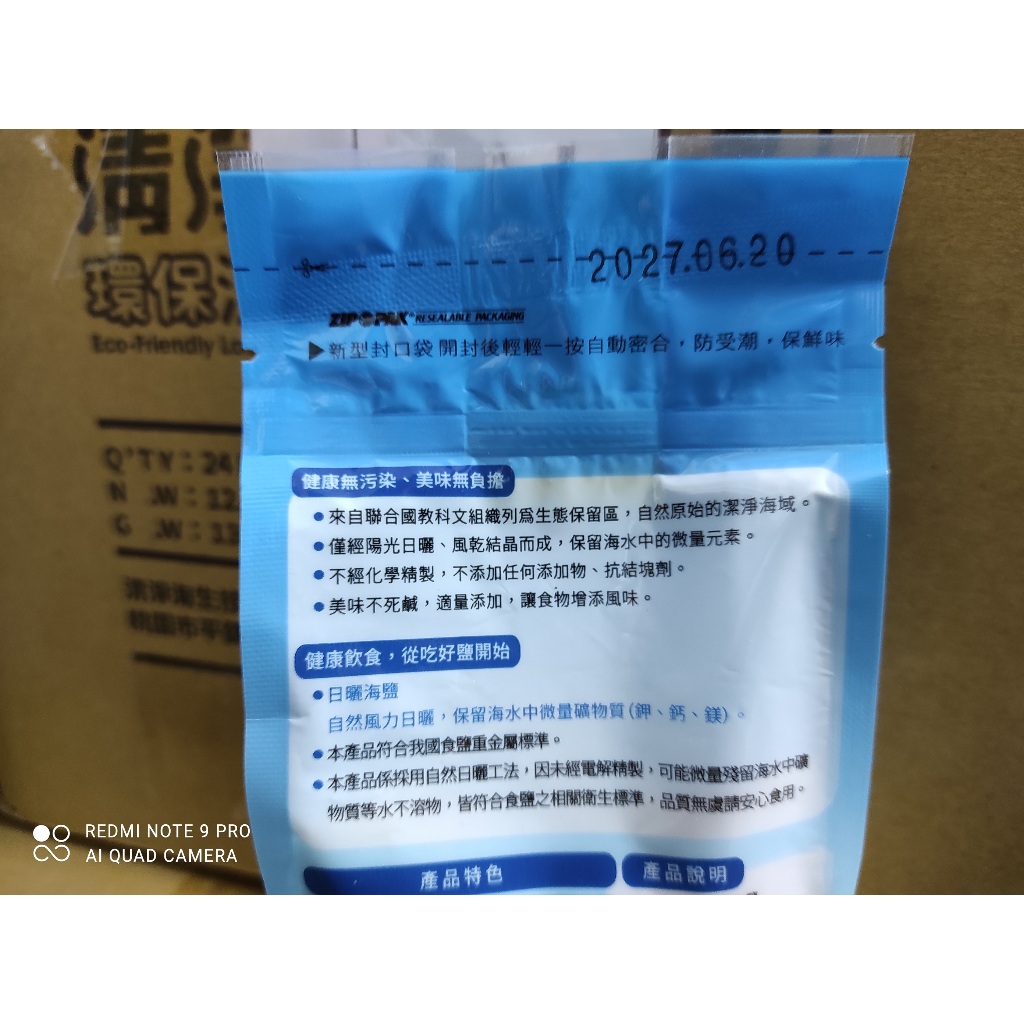 環保
Eco-Friendly
Q'TY：24
N .W：12
G .W：
2027.06.20
ZIP-PAK® RESEALABLE PACKAGING
▶新型封口袋 開封後輕輕一按自動密合，防受潮，保鮮味
健康無污染、美味無負擔
●來自聯合國教科文組織列爲生態保留區，自然原始的潔淨海域。
●僅經陽光日曬、風乾結晶而成，保留海水中的微量元素。
●不經化學精製，不添加任何添加物、抗結塊劑。
●美味不死鹹，適量添加，讓食物增添風味。
健康飲食，從吃好鹽開始
●日曬海鹽
自然風力日曬，保留海水中微量礦物質(鉀、鈣、鎂)。
●本產品符合我國食鹽重金屬標準。
●本產品係採用自然日曬工法，因未經電解精製，可能微量殘留海水中礦
物質等水不溶物，皆符合食鹽之相關衛生標準，品質無虞請安心食用。
產品特色
產品說明
REDMI NOTE 9 PRO
AI QUAD CAMERA